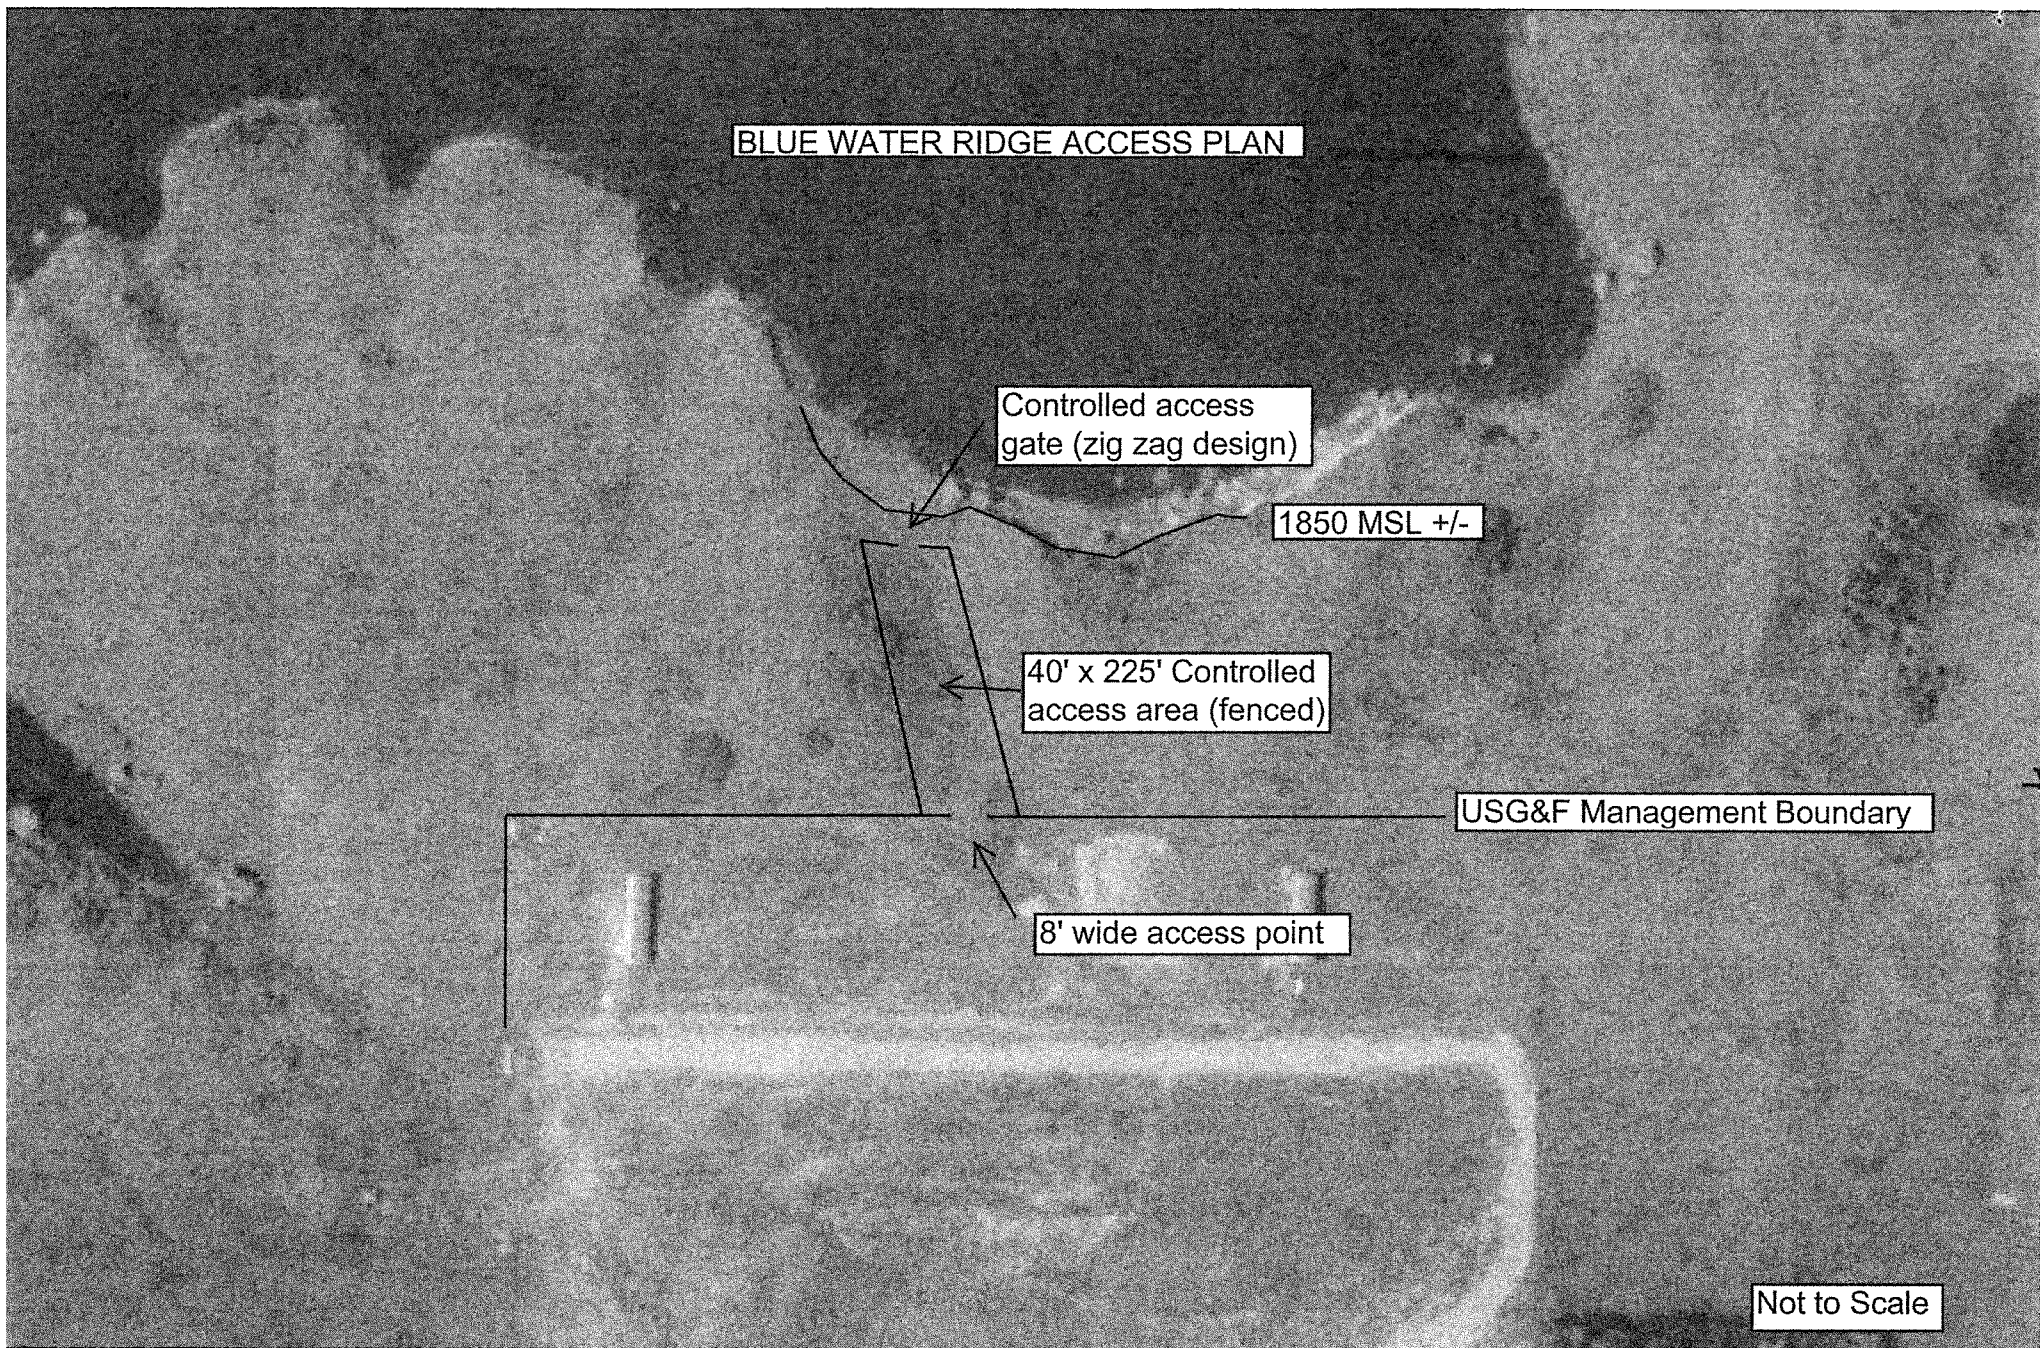 BLUE WATER RIDGE ACCESS PLAN
Controlled access
gate (zig zag design)
1850 MSL +/-
40' x 225' Controlled
access area (fenced)
USG&F Management Boundary
8' wide access point
Not to Scale